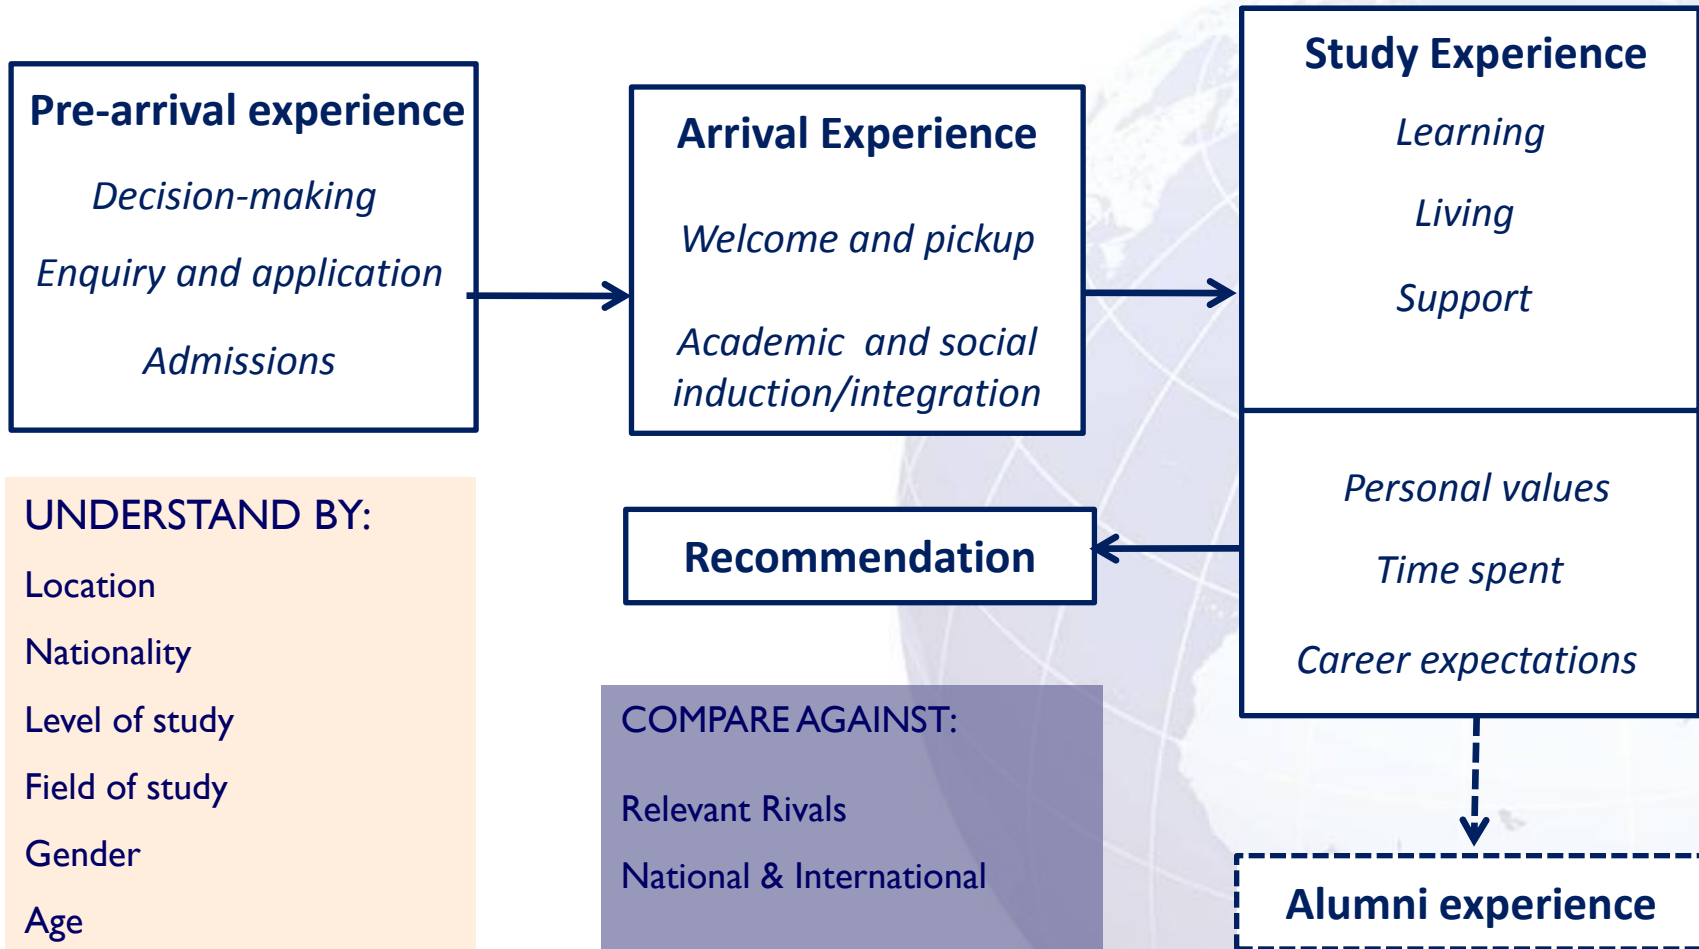 Pre-arrival experience
Decision-making
Enquiry and application
Admissions
Arrival Experience
Welcome and pickup
Academic and social
induction/integration
Study Experience
Learning
Living
Support
Personal values
Time spent
Career expectations
Recommendation
Alumni experience
UNDERSTAND BY:
Location
Nationality
Level of study
Field of study
Gender
Age
COMPARE AGAINST:
Relevant Rivals
National & International